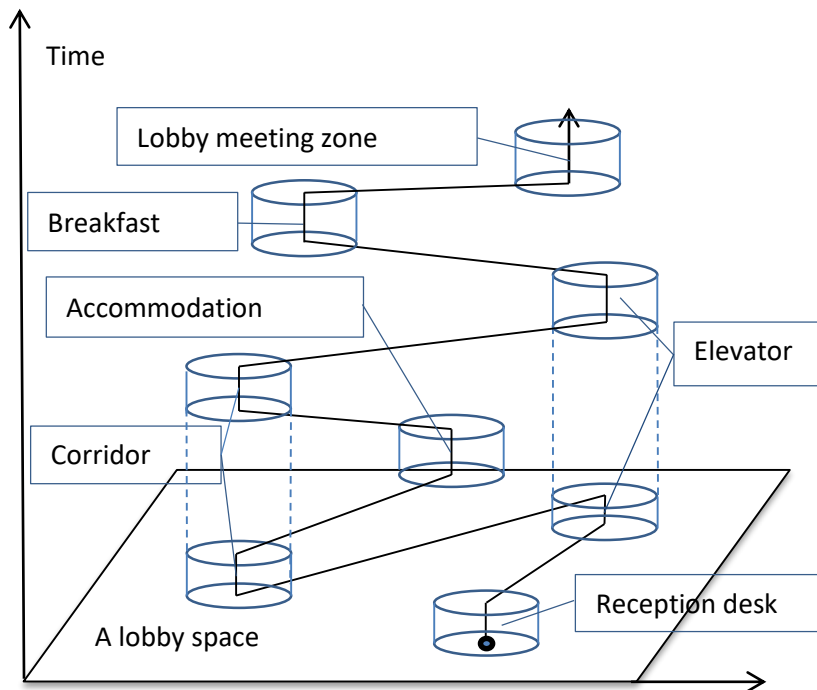 Time
Lobby meeting zone
Breakfast
Accommodation
Elevator
Corridor
Reception desk
A lobby space